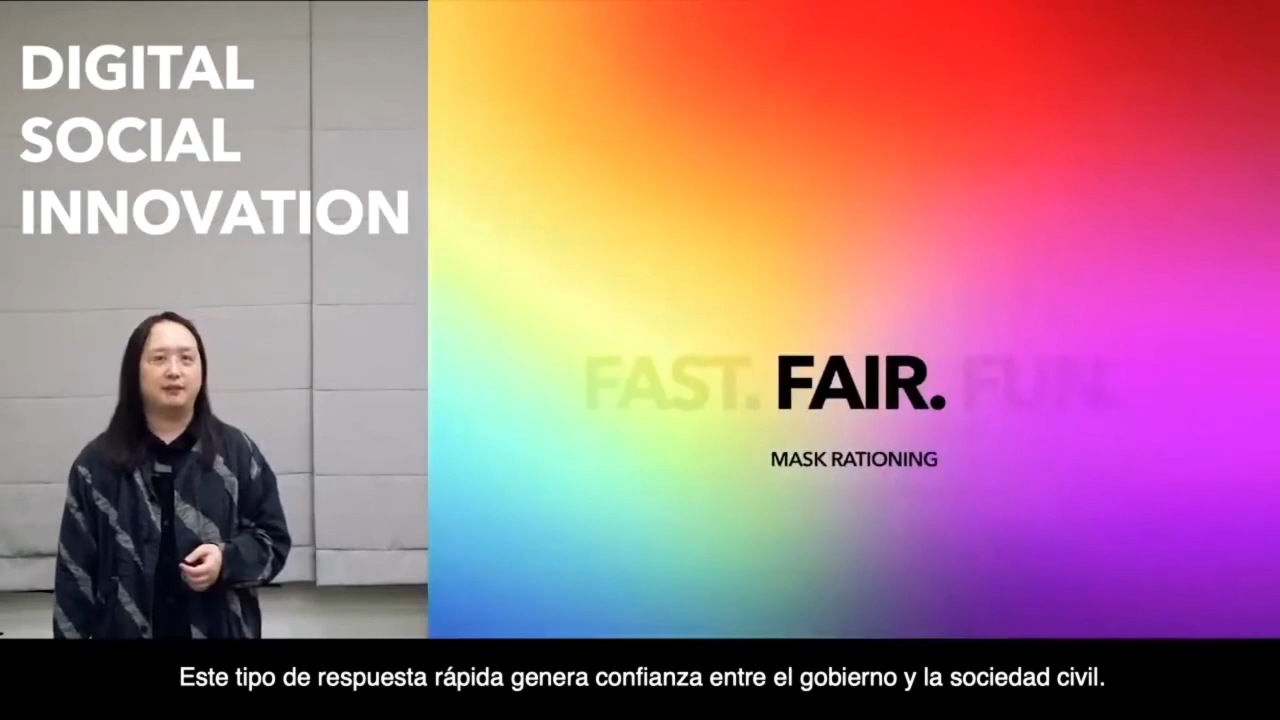 DIGITAL
SOCIAL
INNOVATION
FAST. FAIR. FUN.
MASK RATIONING
Este tipo de respuesta rápida genera confianza entre el gobierno y la sociedad civil.